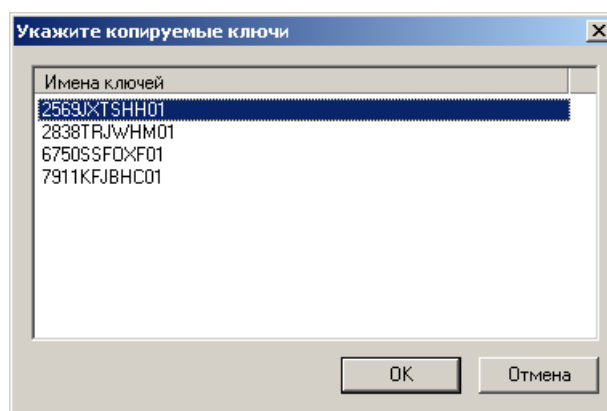 Укажите копируемые ключи
Имена ключей
2569JXTSHH01
2838TRJWHM01
6750SSFOXF01
7911KFJBHC01
OK
Отмена